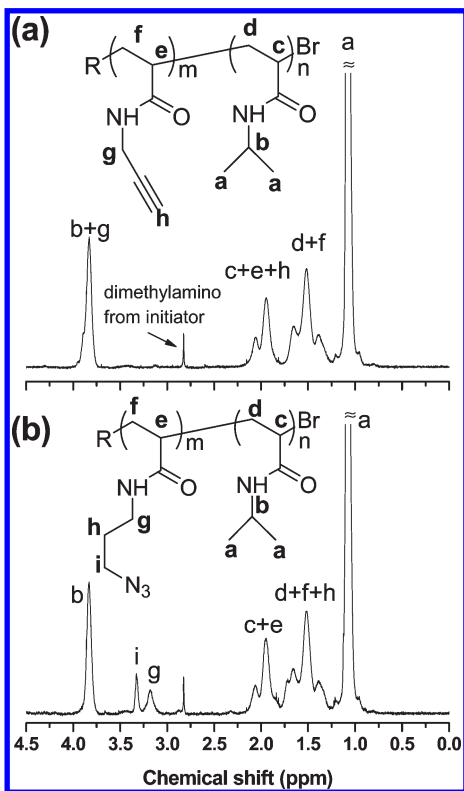 (a)
f
d
a
≈
R
e
m
c
Br
n
NH
O
NH
O
g
b
a
a
h
b+g
d+f
c+e+h
dimethylamino
from initiator
(b)
f
d
≈a
R
e
m
c
Br
n
NH
O
NH
O
h
g
b
i
a
a
N3
b
d+f+h
c+e
i
g
4.5 4.0 3.5 3.0 2.5 2.0 1.5 1.0 0.5 0.0
Chemical shift (ppm)